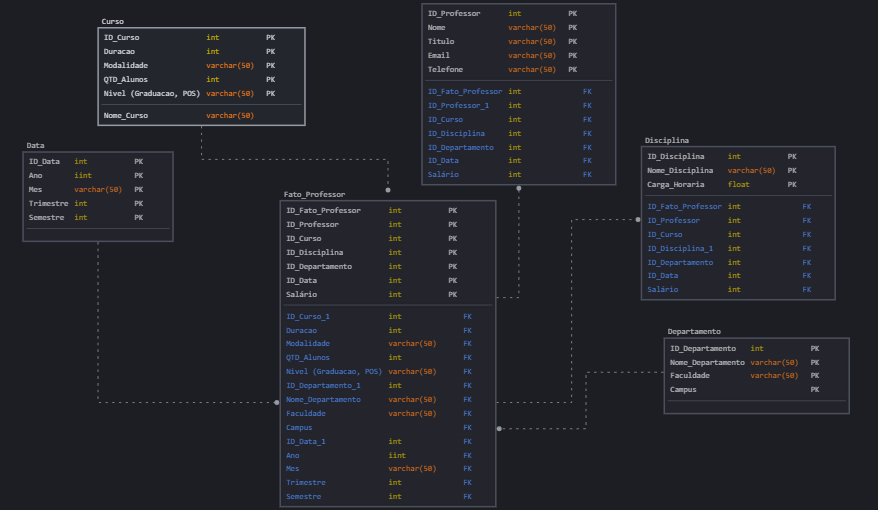 Curso
ID_Curso int PK
Duracao int PK
Modalidade varchar(50) PK
QTD_Alunos int PK
Nivel (Graduacao, POS) varchar(50) PK
Nome_Curso varchar(50)
ID_Professor int PK
Nome varchar(50) PK
Titulo varchar(50) PK
Email varchar(50) PK
Telefone varchar(50) PK
ID_Fato_Professor int FK
ID_Professor_1 int FK
ID_Curso int FK
ID_Disciplina int FK
ID_Departamento int FK
ID_Data int FK
Salário int FK
Data
ID_Data int PK
Ano iint PK
Mes varchar(50) PK
Trimestre int PK
Semestre int PK
Disciplina
ID_Disciplina int PK
Nome_Disciplina varchar(50) PK
Carga_Horaria float PK
ID_Fato_Professor int FK
ID_Professor int FK
ID_Curso int FK
ID_Disciplina_1 int FK
ID_Departamento int FK
ID_Data int FK
Salário int FK
Fato_Professor
ID_Fato_Professor int PK
ID_Professor int PK
ID_Curso int PK
ID_Disciplina int PK
ID_Departamento int PK
ID_Data int PK
Salário int PK
ID_Curso_1 int FK
Duracao int FK
Modalidade varchar(50) FK
QTD_Alunos int FK
Nivel (Graduacao, POS) varchar(50) FK
ID_Departamento_1 int FK
Nome_Departamento varchar(50) FK
Faculdade varchar(50) FK
Campus FK
ID_Data_1 int FK
Ano iint FK
Mes varchar(50) FK
Trimestre int FK
Semestre int FK
Departamento
ID_Departamento int PK
Nome_Departamento varchar(50) PK
Faculdade varchar(50) PK
Campus PK